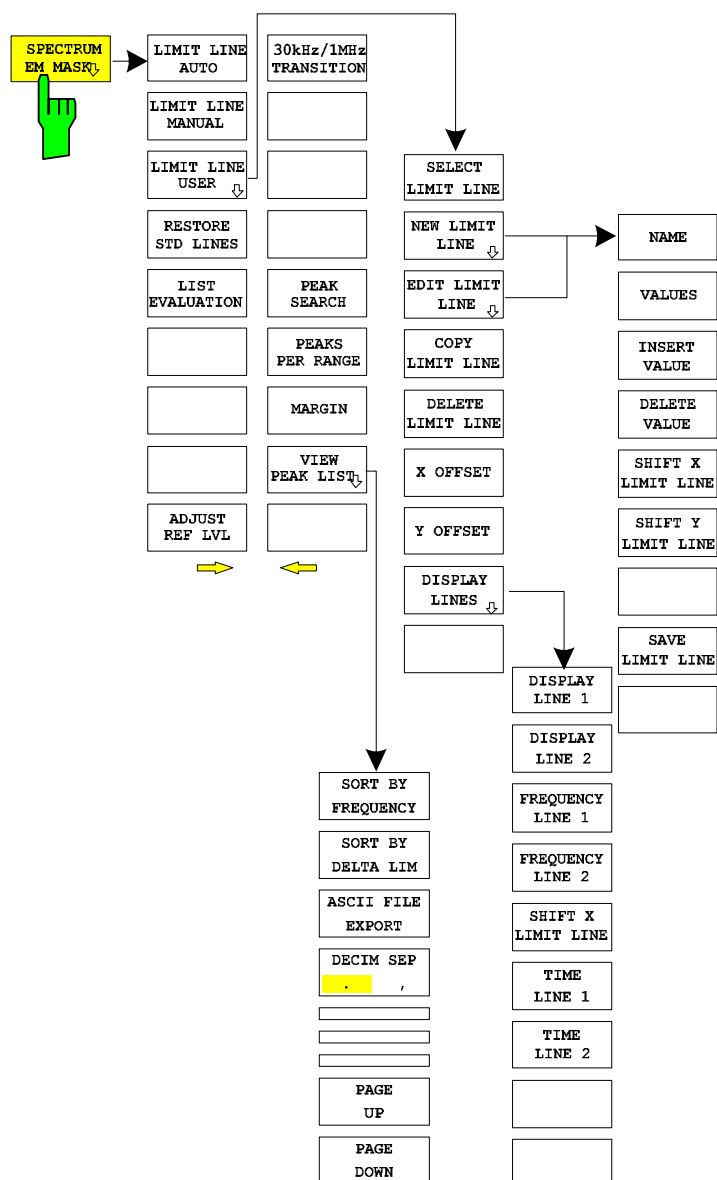 SPECTRUM
EM MASK
LIMIT LINE
AUTO
LIMIT LINE
MANUAL
LIMIT LINE
USER
RESTORE
STD LINES
LIST
EVALUATION
ADJUST
REF LVL
30kHz/1MHz
TRANSITION
PEAK
SEARCH
PEAKS
PER RANGE
MARGIN
VIEW
PEAK LIST
SELECT
LIMIT LINE
NEW LIMIT
LINE
EDIT LIMIT
LINE
COPY
LIMIT LINE
DELETE
LIMIT LINE
X OFFSET
Y OFFSET
DISPLAY
LINES
NAME
VALUES
INSERT
VALUE
DELETE
VALUE
SHIFT X
LIMIT LINE
SHIFT Y
LIMIT LINE
SAVE
LIMIT LINE
DISPLAY
LINE 1
DISPLAY
LINE 2
FREQUENCY
LINE 1
FREQUENCY
LINE 2
SHIFT X
LIMIT LINE
TIME
LINE 1
TIME
LINE 2
SORT BY
FREQUENCY
SORT BY
DELTA LIM
ASCII FILE
EXPORT
DECIM SEP
. ,
PAGE
UP
PAGE
DOWN